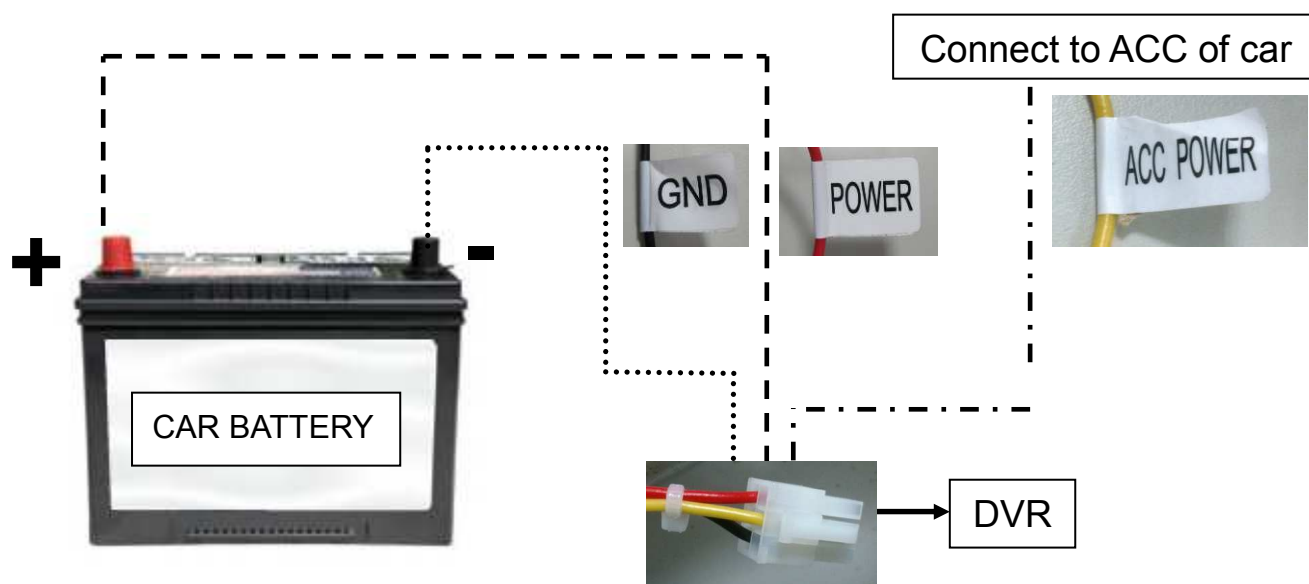 Connect to ACC of car
GND
POWER
ACC POWER
+
-
CAR BATTERY
DVR